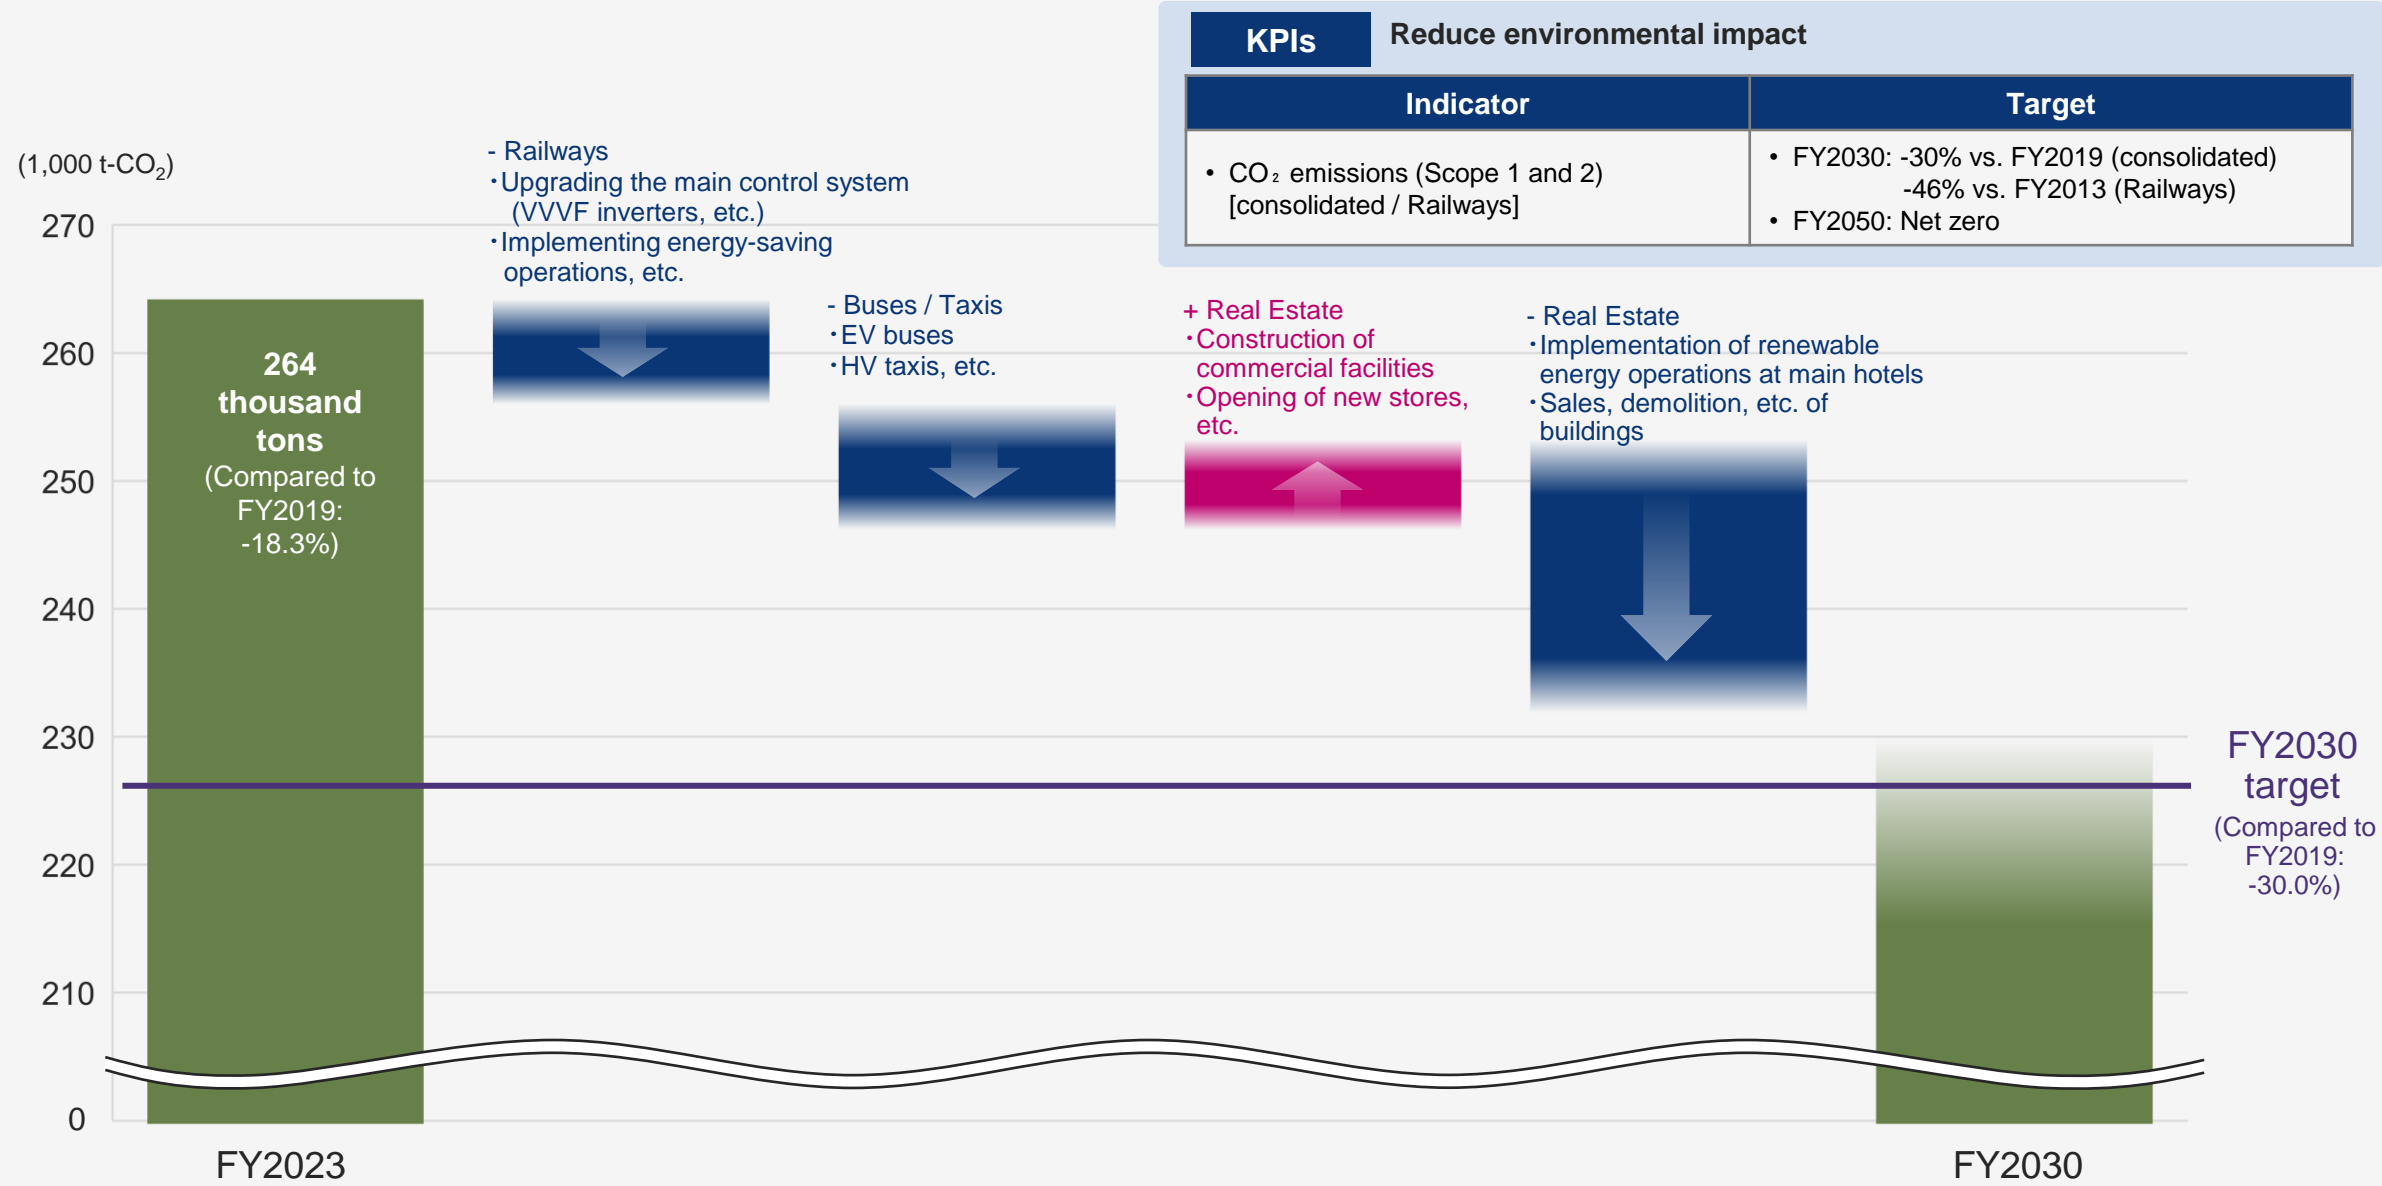 KPIs
Reduce environmental impact
Indicator
Target
・ CO₂ emissions (Scope 1 and 2)
[consolidated / Railways]
・ FY2030: -30% vs. FY2019 (consolidated)
-46% vs. FY2013 (Railways)
・ FY2050: Net zero
(1,000 t-CO₂)
- Railways
・Upgrading the main control system
(VVVF inverters, etc.)
・Implementing energy-saving
operations, etc.
- Buses / Taxis
・EV buses
・HV taxis, etc.
+ Real Estate
・Construction of
commercial facilities
・Opening of new stores,
etc.
- Real Estate
・Implementation of renewable
energy operations at main hotels
・Sales, demolition, etc. of
buildings
270
260
250
240
230
220
210
0
264
thousand
tons
(Compared to
FY2019:
-18.3%)
FY2030
target
(Compared to
FY2019:
-30.0%)
FY2023
FY2030